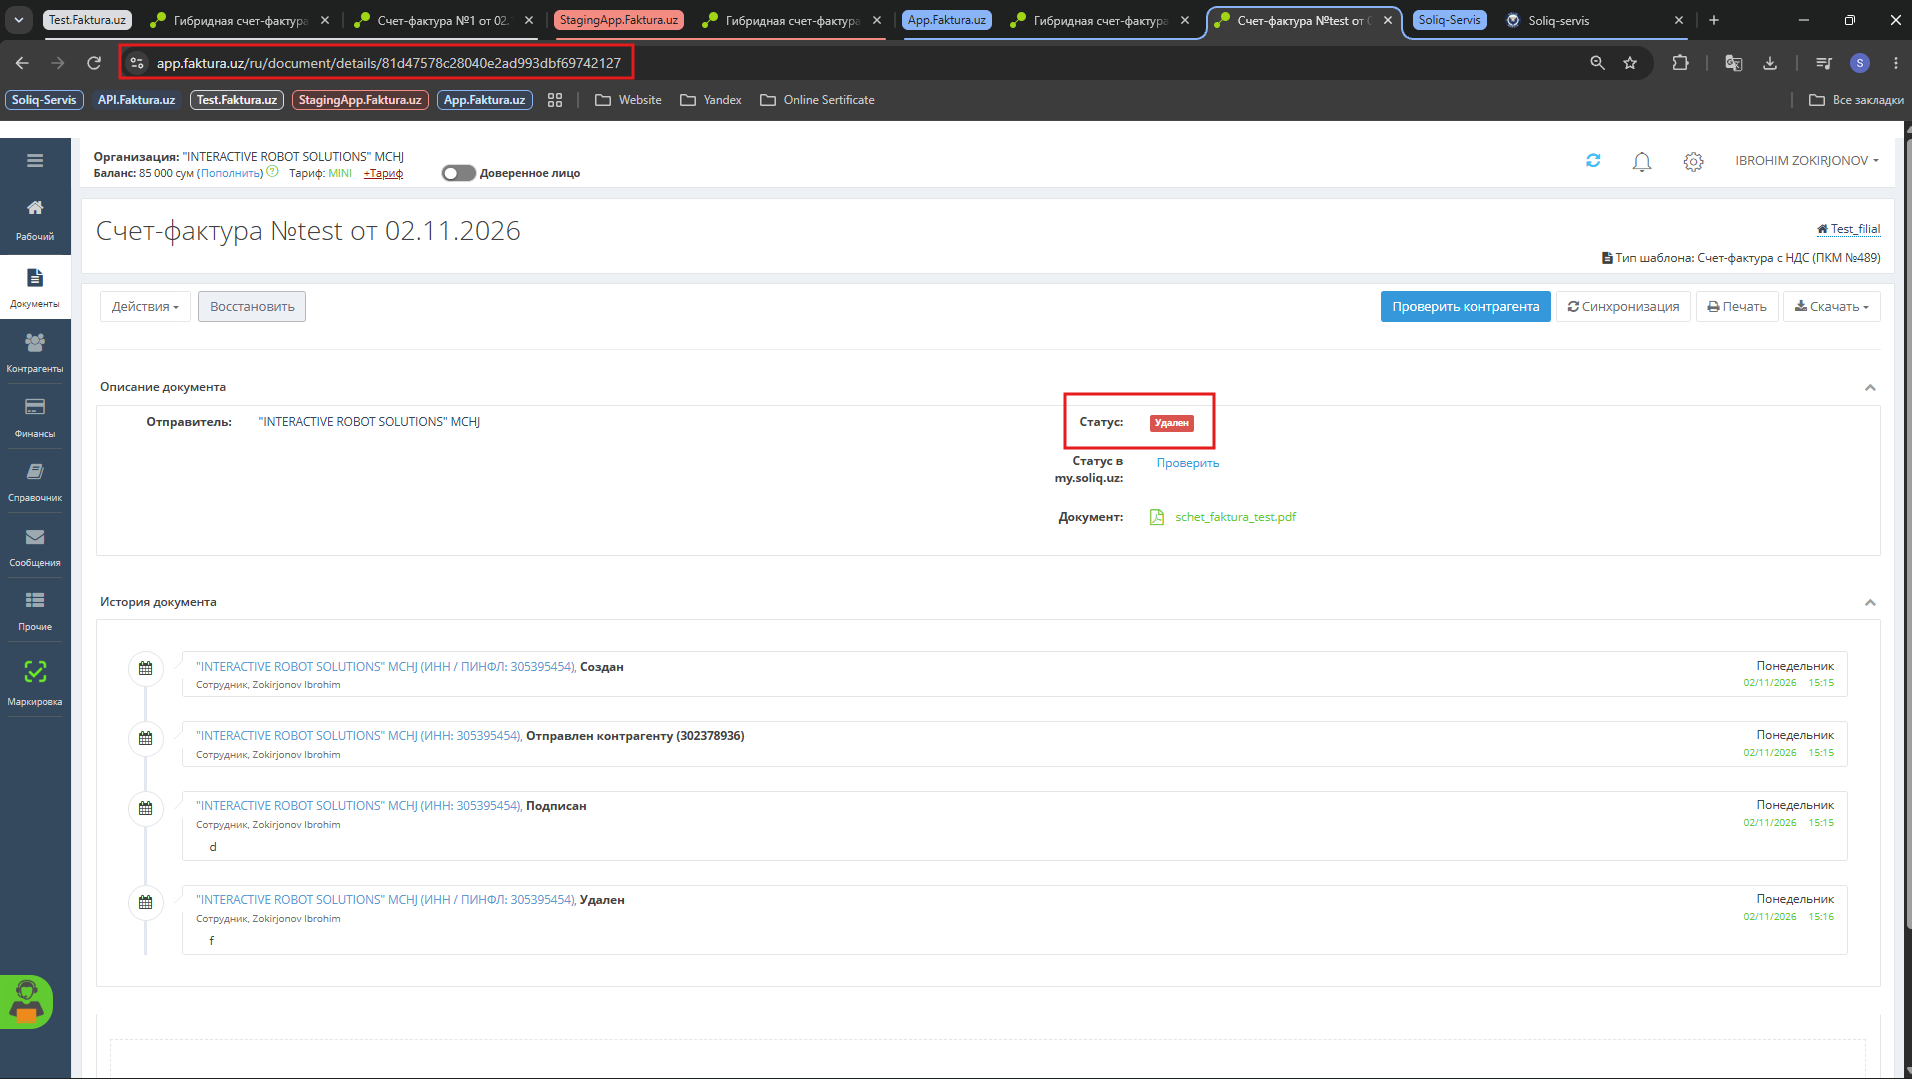 Test.Faktura.uz
Гибридная счет-фактура
Счет-фактура №1 от 02.
StagingApp.Faktura.uz
Гибридная счет-фактура
App.Faktura.uz
Гибридная счет-фактура
Счет-фактура №test от 0
Soliq-Servis
Soliq-servis
app.faktura.uz/ru/document/details/81d47578c28040e2ad993dbf69742127
S
Soliq-Servis
API.Faktura.uz
Test.Faktura.uz
StagingApp.Faktura.uz
App.Faktura.uz
Website
Yandex
Online Sertificate
Все закладки
Организация: "INTERACTIVE ROBOT SOLUTIONS" MCHJ
Баланс: 85 000 сум (Пополнить) ? Тариф: MINI +Тариф
Доверенное лицо
IBROHIM ZOKIRJONOV
Рабочий
Документы
Контрагенты
Финансы
Справочник
Сообщения
Прочие
Маркировка
Счет-фактура №test от 02.11.2026
Test_filial
Тип шаблона: Счет-фактура с НДС (ПКМ №489)
Действия
Восстановить
Проверить контрагента
Синхронизация
Печать
Скачать
Описание документа
Отправитель: "INTERACTIVE ROBOT SOLUTIONS" MCHJ
Статус: Удален
Статус в my.soliq.uz: Проверить
Документ: schet_faktura_test.pdf
История документа
"INTERACTIVE ROBOT SOLUTIONS" MCHJ (ИНН / ПИНФЛ: 305395454), Создан
Сотрудник, Zokirjonov Ibrohim
Понедельник
02/11/2026 15:15
"INTERACTIVE ROBOT SOLUTIONS" MCHJ (ИНН: 305395454), Отправлен контрагенту (302378936)
Сотрудник, Zokirjonov Ibrohim
Понедельник
02/11/2026 15:15
"INTERACTIVE ROBOT SOLUTIONS" MCHJ (ИНН: 305395454), Подписан
Сотрудник, Zokirjonov Ibrohim
d
Понедельник
02/11/2026 15:15
"INTERACTIVE ROBOT SOLUTIONS" MCHJ (ИНН / ПИНФЛ: 305395454), Удален
Сотрудник, Zokirjonov Ibrohim
f
Понедельник
02/11/2026 15:16